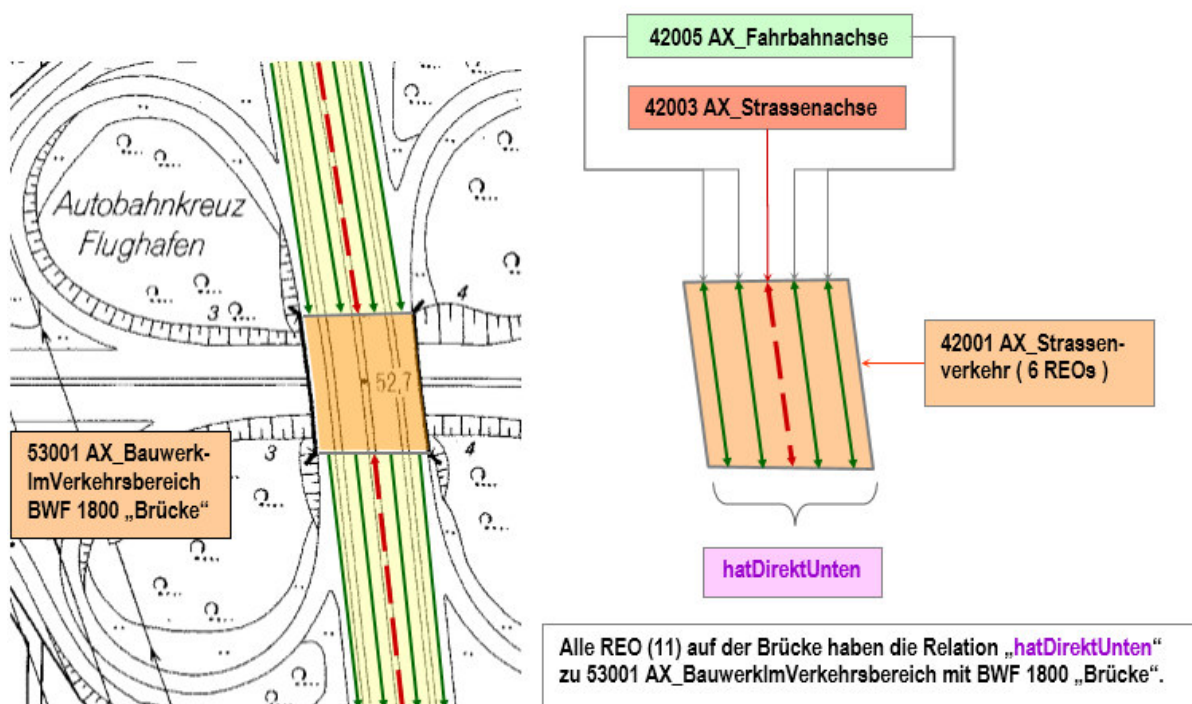 42005 AX_Fahrbahnachse
42003 AX_Strassenachse
Autobahnkreuz
Flughafen
3
4
52,7
3
4
53001 AX_Bauwerk-
ImVerkehrsbereich
BWF 1800 „Brücke“
42001 AX_Strassen-
verkehr ( 6 REOs )
hatDirektUnten
Alle REO (11) auf der Brücke haben die Relation „hatDirektUnten“
zu 53001 AX_BauwerkImVerkehrsbereich mit BWF 1800 „Brücke“.